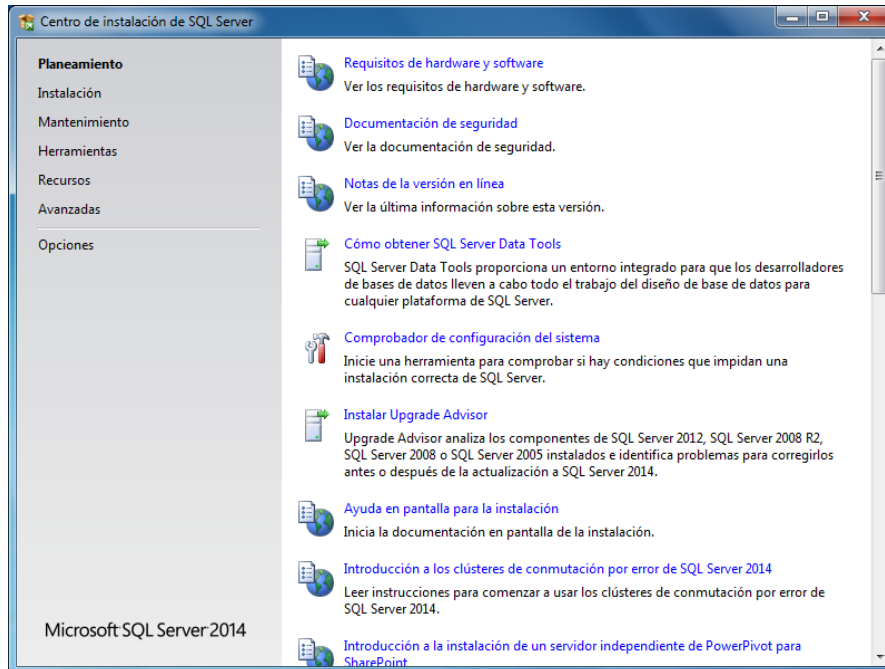 Centro de instalación de SQL Server
Planeamiento
Instalación
Mantenimiento
Herramientas
Recursos
Avanzadas
Opciones
Microsoft SQL Server 2014
Requisitos de hardware y software
Ver los requisitos de hardware y software.
Documentación de seguridad
Ver la documentación de seguridad.
Notas de la versión en línea
Ver la última información sobre esta versión.
Cómo obtener SQL Server Data Tools
SQL Server Data Tools proporciona un entorno integrado para que los desarrolladores
de bases de datos lleven a cabo todo el trabajo del diseño de base de datos para
cualquier plataforma de SQL Server.
Comprobador de configuración del sistema
Inicie una herramienta para comprobar si hay condiciones que impidan una
instalación correcta de SQL Server.
Instalar Upgrade Advisor
Upgrade Advisor analiza los componentes de SQL Server 2012, SQL Server 2008 R2,
SQL Server 2008 o SQL Server 2005 instalados e identifica problemas para corregirlos
antes o después de la actualización a SQL Server 2014.
Ayuda en pantalla para la instalación
Inicia la documentación en pantalla de la instalación.
Introducción a los clústeres de conmutación por error de SQL Server 2014
Leer instrucciones para comenzar a usar los clústeres de conmutación por error de
SQL Server 2014.
Introducción a la instalación de un servidor independiente de PowerPivot para
SharePoint